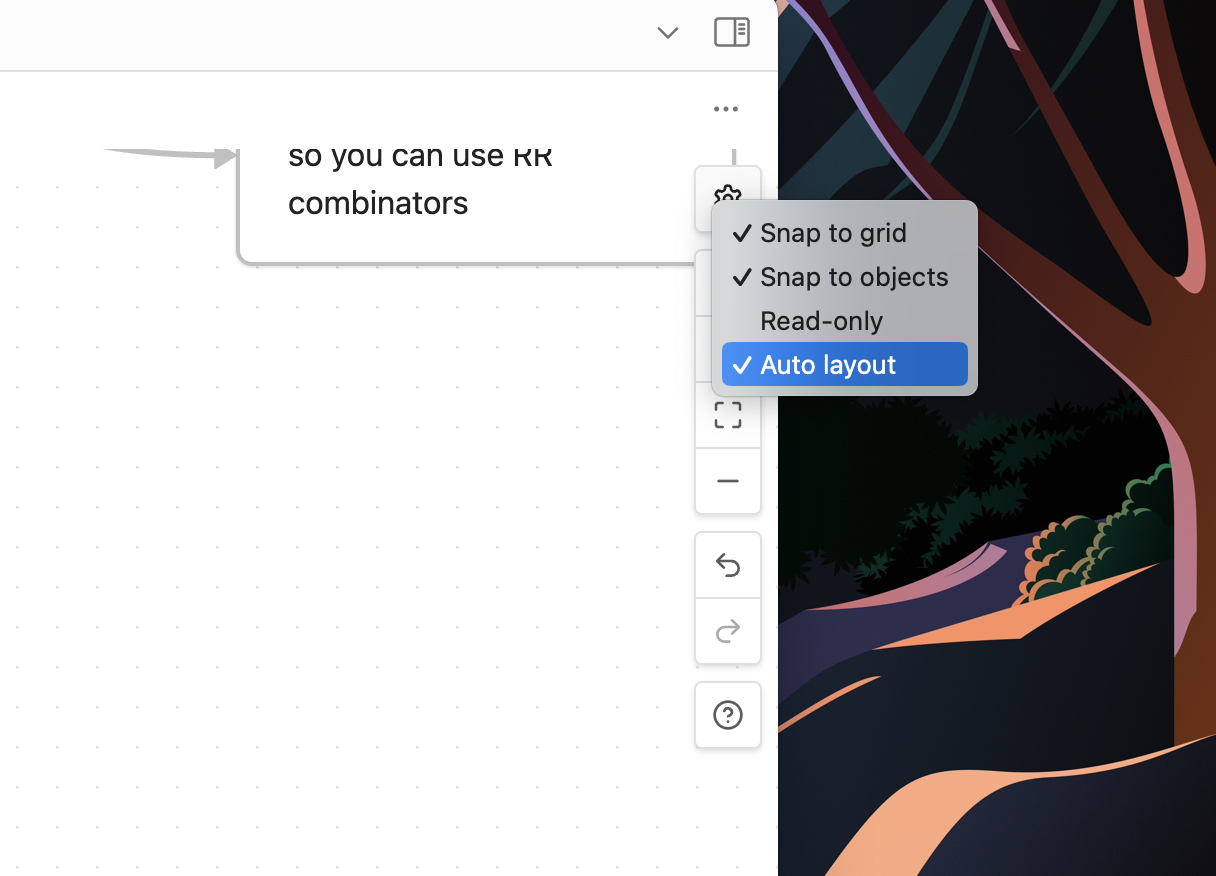 so you can use RR
combinators
Snap to grid
Snap to objects
Read-only
Auto layout